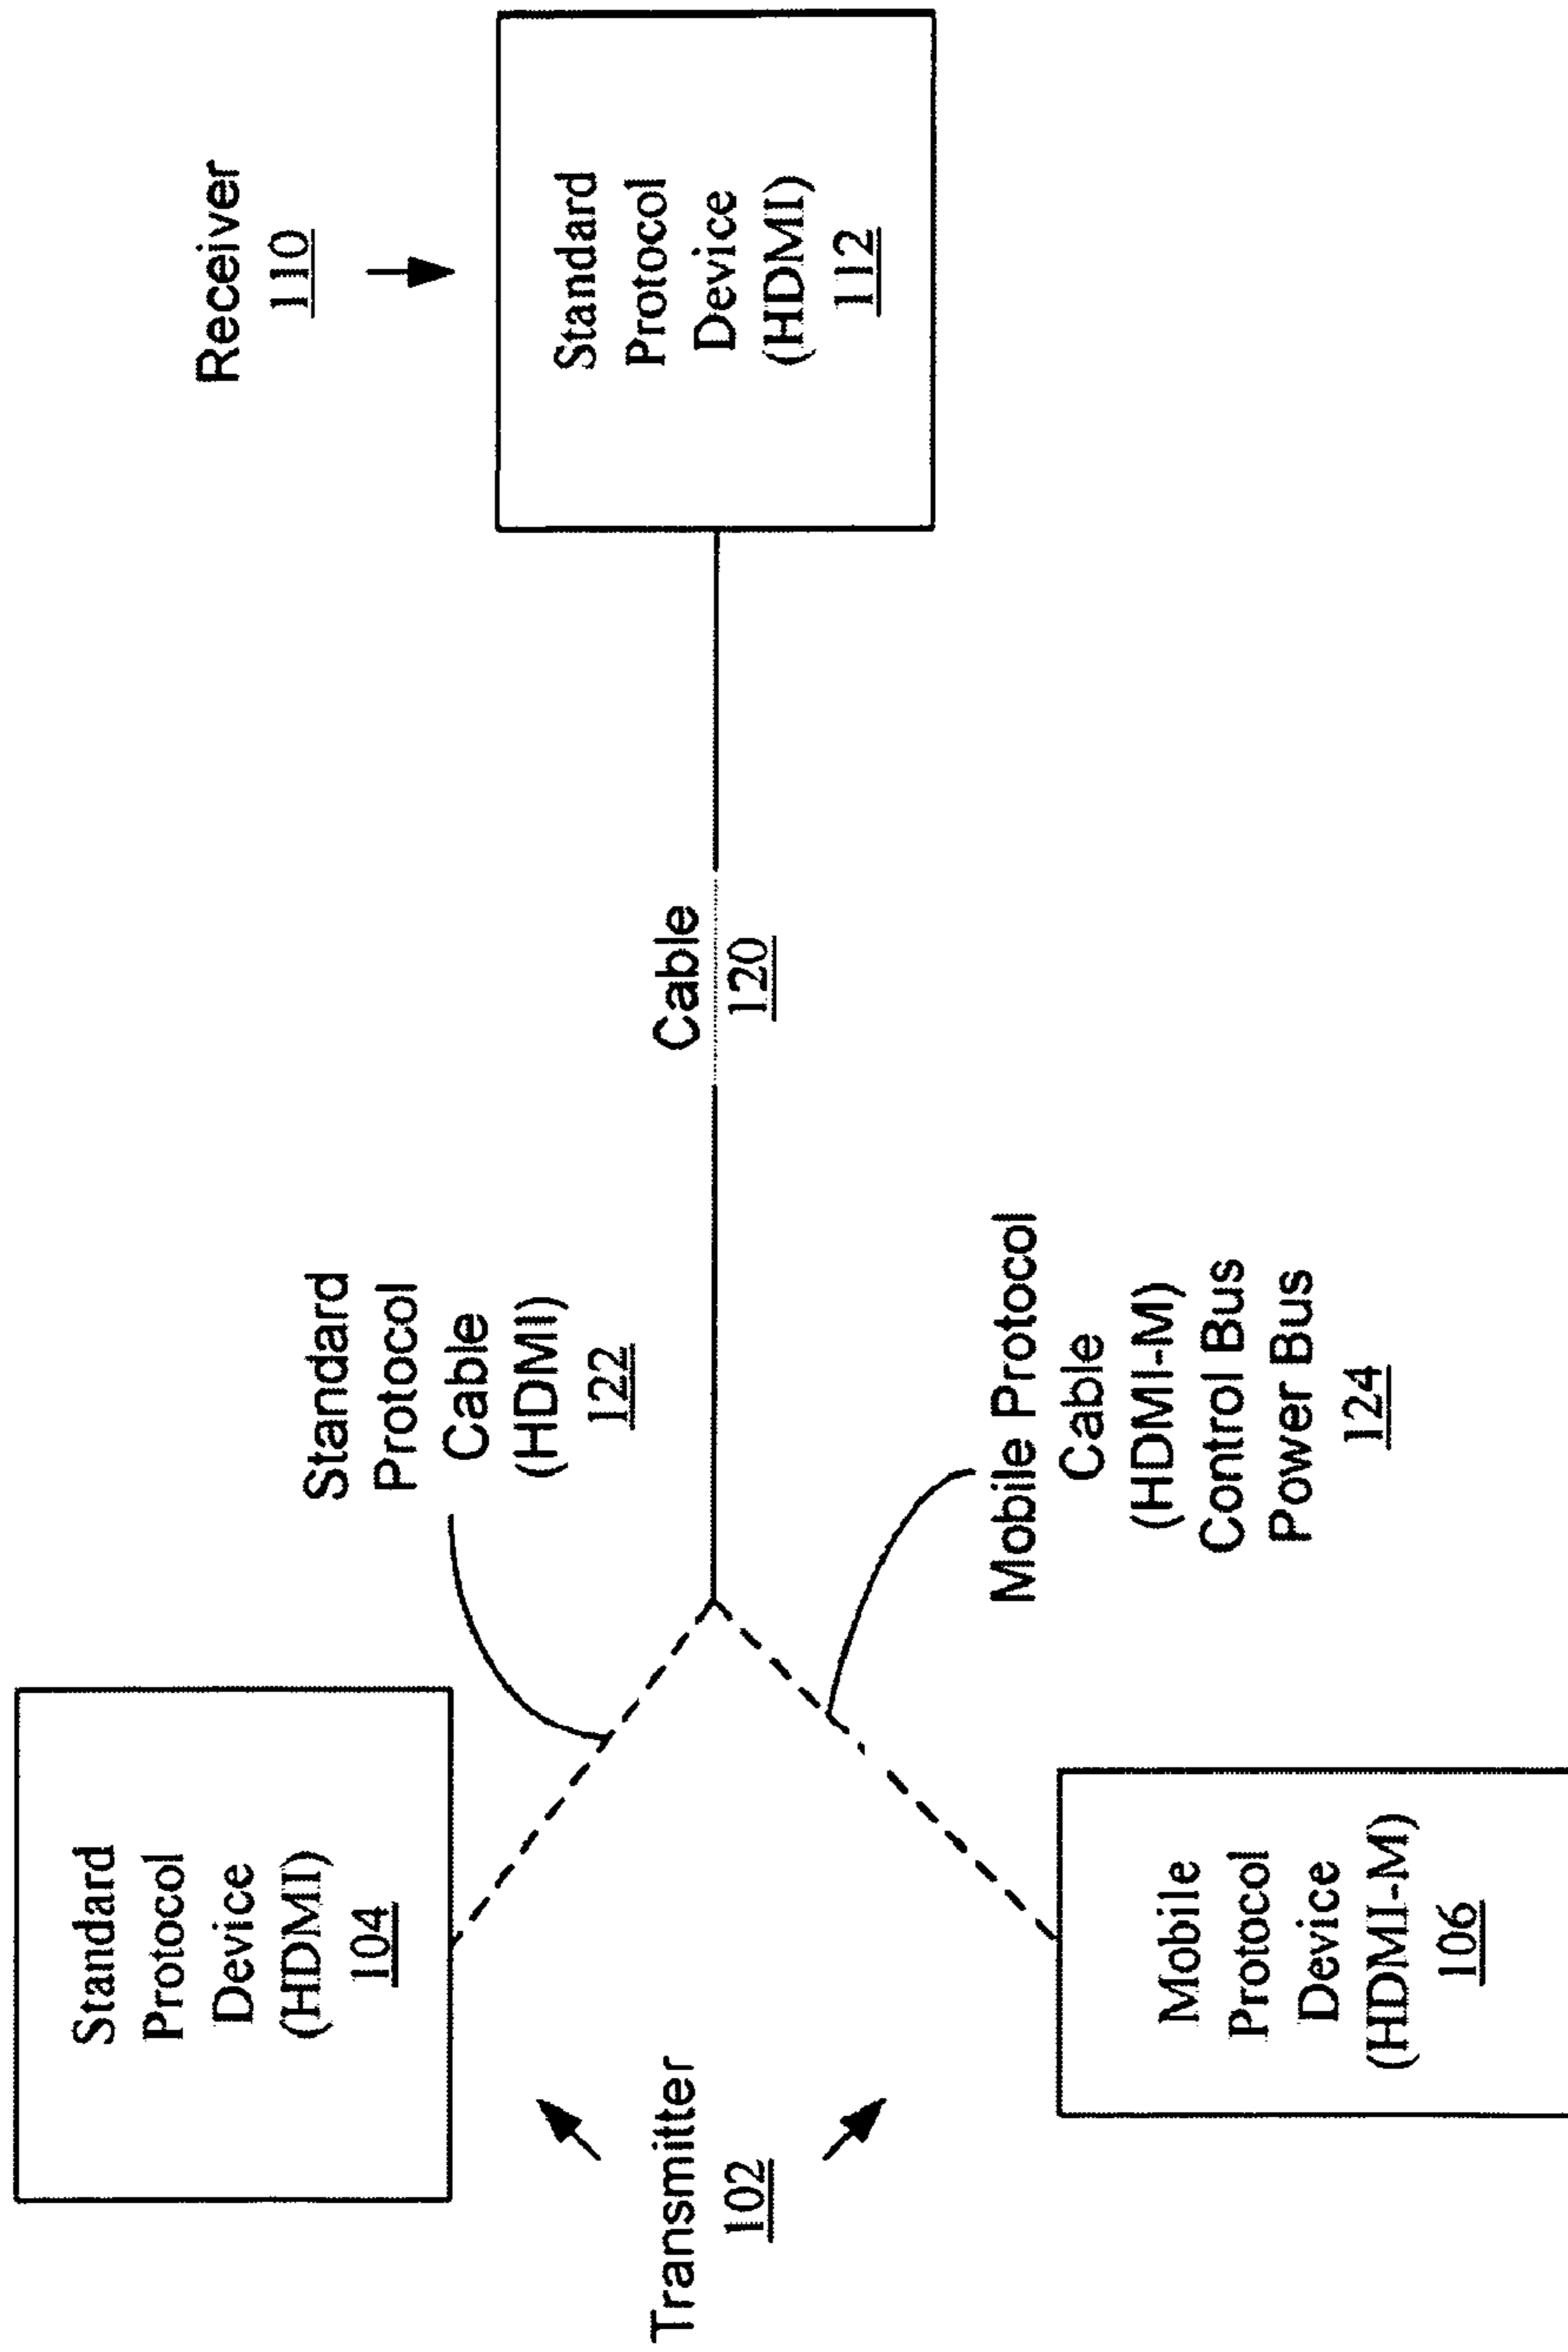 Standard
Protocol
Device
(HDMI)
104
Transmitter
102
Mobile
Protocol
Device
(HDMI-M)
106
Standard
Protocol
Cable
(HDMI)
122
Mobile Protocol
Cable
(HDMI-M)
Control Bus
Power Bus
124
Cable
120
Receiver
110
Standard
Protocol
Device
(HDMI)
112